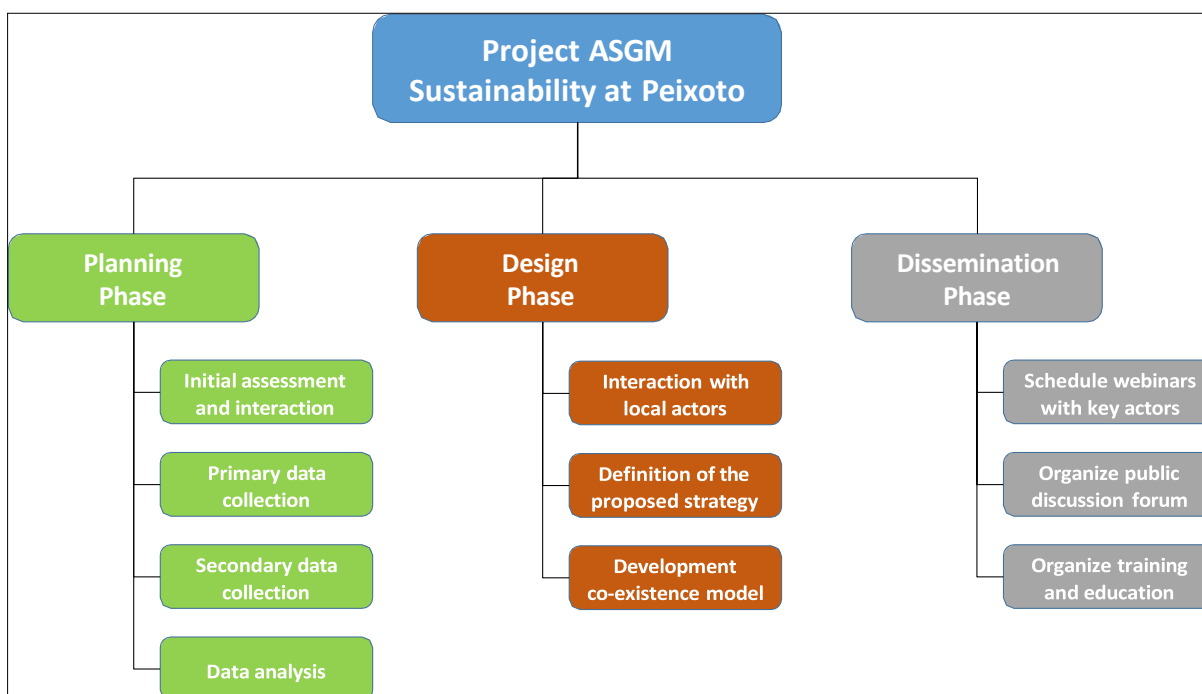 Project ASGM
Sustainability at Peixoto
Planning
Phase
Initial assessment
and interaction
Primary data
collection
Secondary data
collection
Data analysis
Design
Phase
Interaction with
local actors
Definition of the
proposed strategy
Development
co-existence model
Dissemination
Phase
Schedule webinars
with key actors
Organize public
discussion forum
Organize training
and education